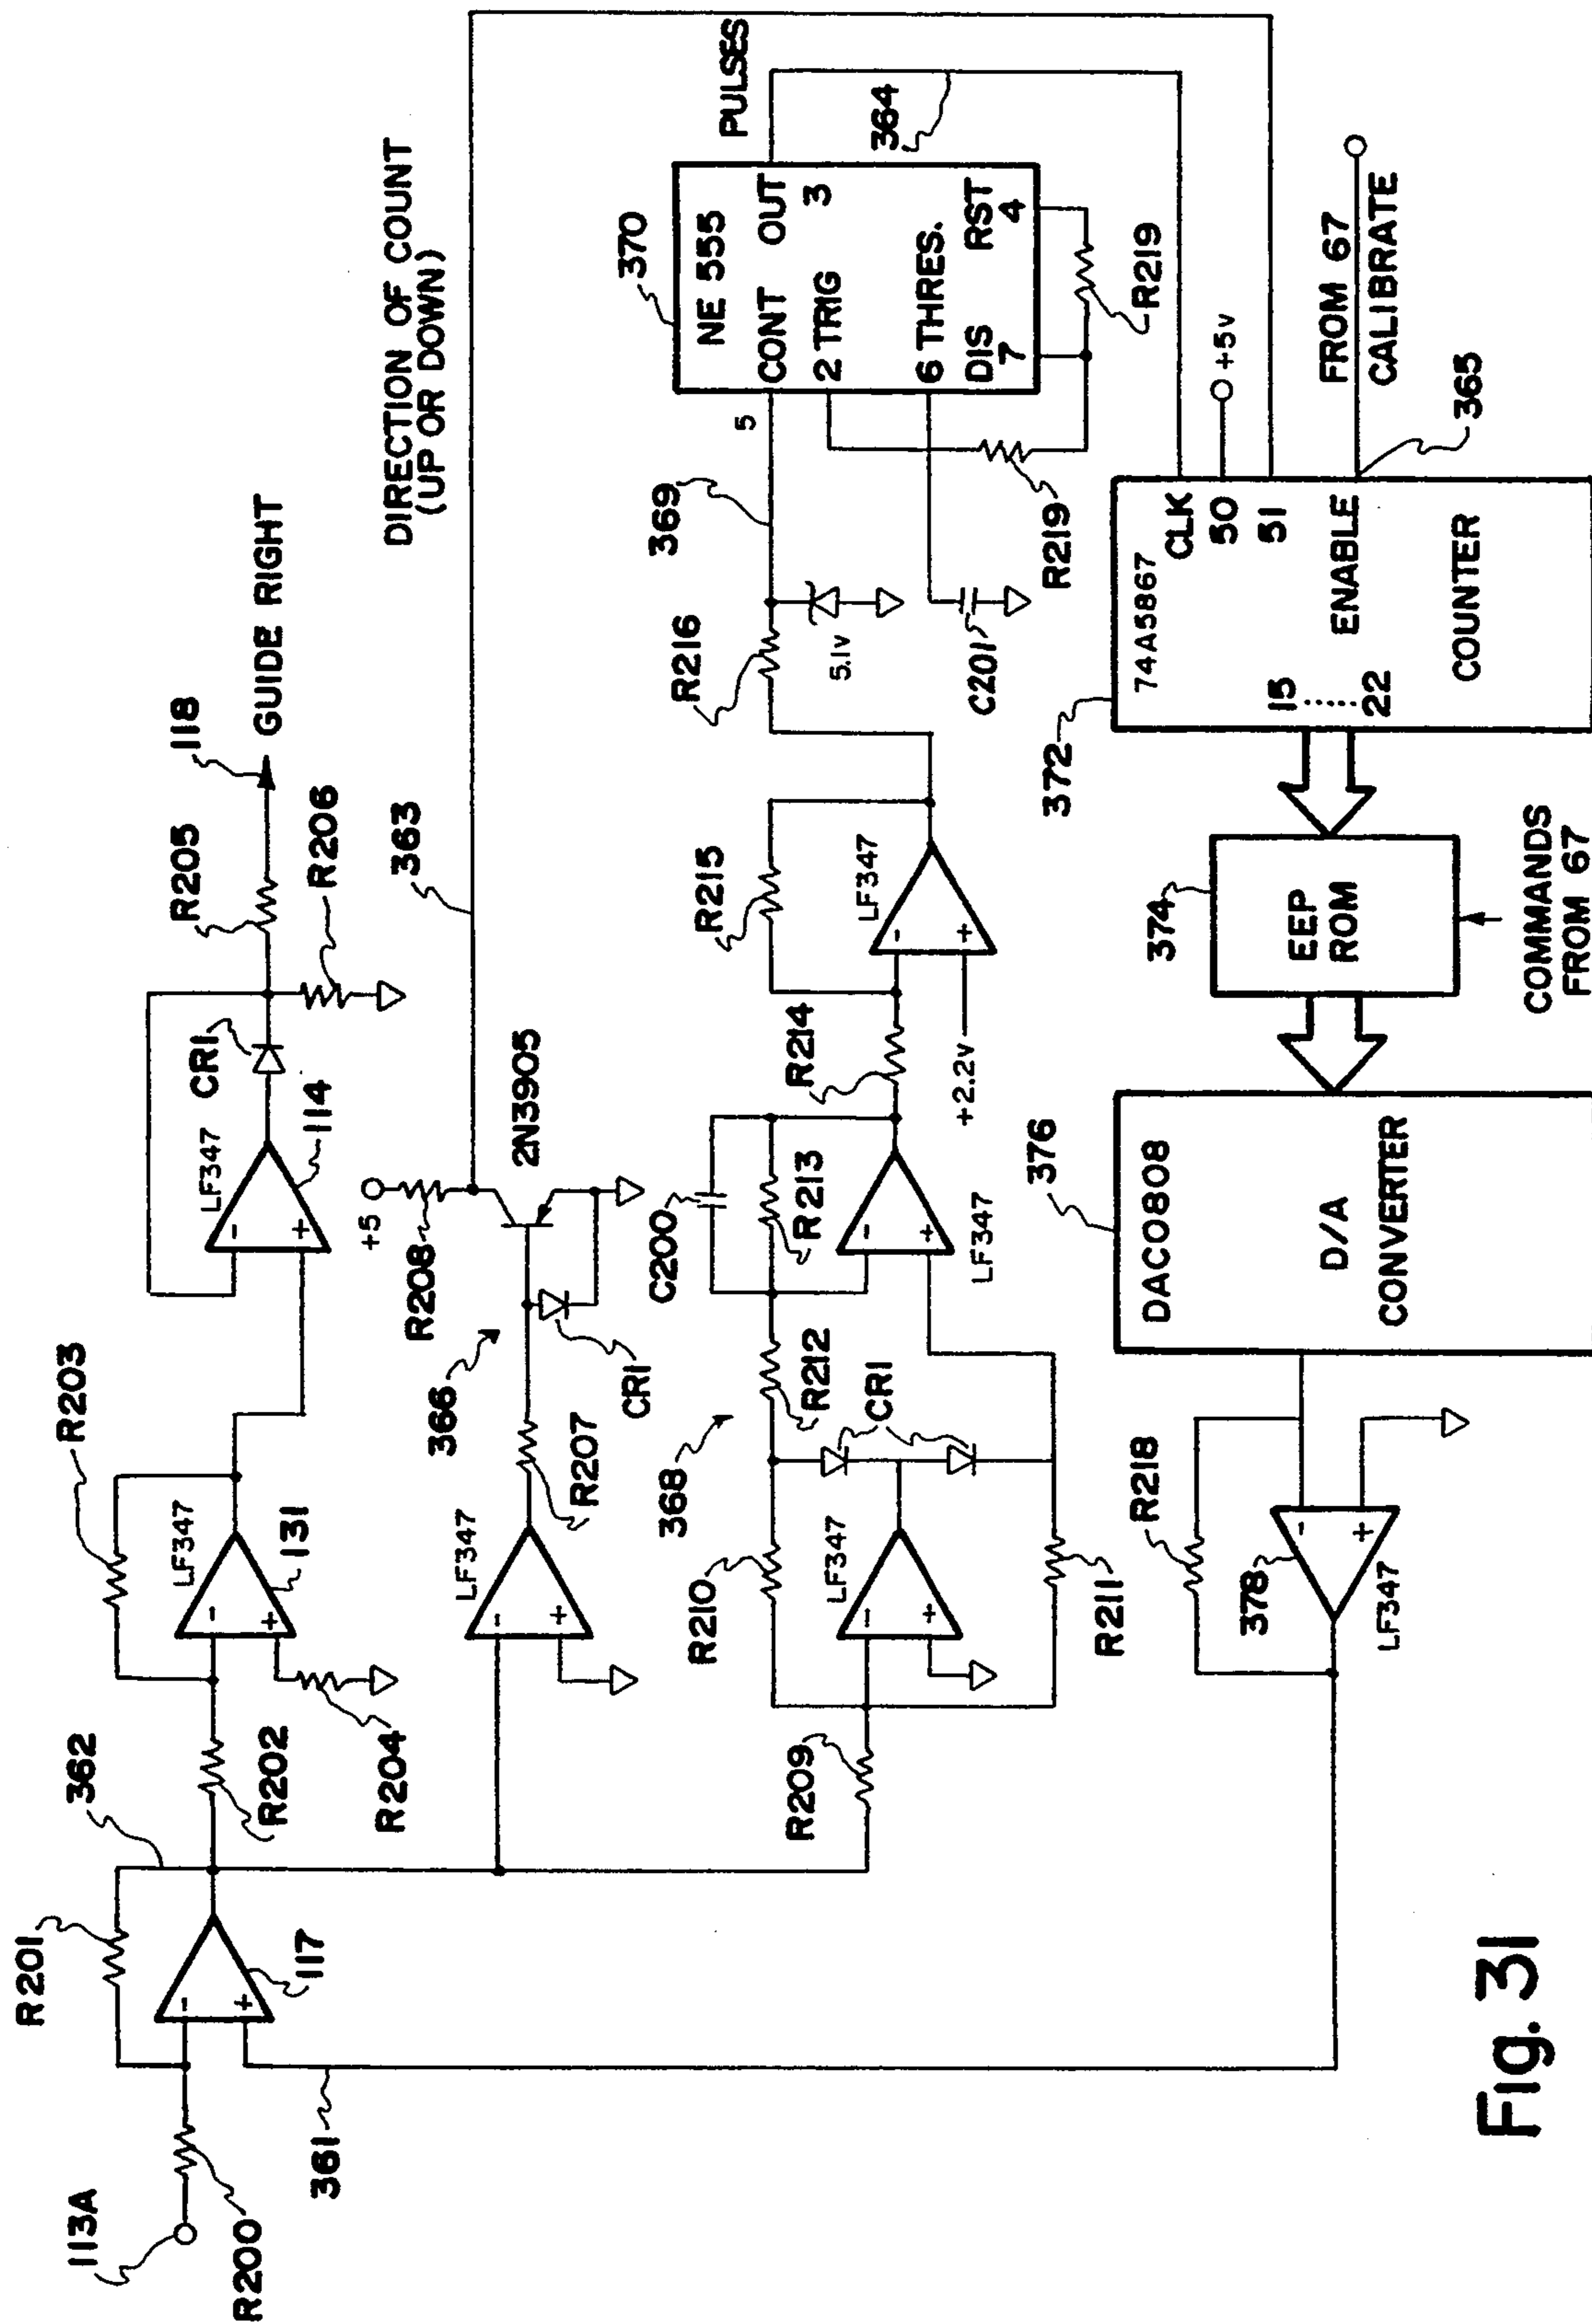 113A
R200
R201
117
-
+
361
362
R202
R203
R204
LF347
131
-
+
LF347
114
-
+
CR1
R205
R206
118
GUIDE RIGHT
363
DIRECTION OF COUNT
(UP OR DOWN)
LF347
-
+
R207
366
CR1
R208
+5
2N3905
R209
R210
R211
LF347
-
+
368
CR1
R212
C200
R213
LF347
-
+
R214
R215
LF347
-
+
+2.2v
R216
369
5.1v
C201
5
370
NE 555
CONT OUT
2 TRIG 3
6 THRES.
DIS RST
7 4
R219
R219
PULSES
364
372
74A5867
CLK
50
51
ENABLE
15
22
COUNTER
+5v
FROM 67
CALIBRATE
365
374
EEP
ROM
COMMANDS
FROM 67
376
DAC0808
D/A
CONVERTER
R218
378
-
+
LF347
Fig. 31